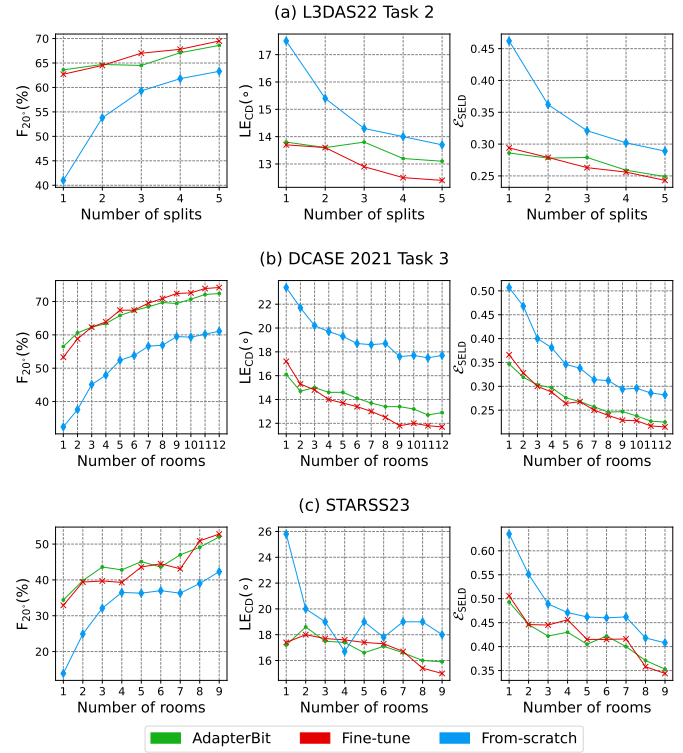 (a) L3DAS22 Task 2
F20°(%)
70
65
60
55
50
45
40
1 2 3 4 5
Number of splits
LECD(∘)
17
16
15
14
13
1 2 3 4 5
Number of splits
ℰSELD
0.45
0.40
0.35
0.30
0.25
1 2 3 4 5
Number of splits
(b) DCASE 2021 Task 3
F20°(%)
70
60
50
40
1 2 3 4 5 6 7 8 9 10 11 12
Number of rooms
LECD(∘)
22
20
18
16
14
12
1 2 3 4 5 6 7 8 9 10 11 12
Number of rooms
ℰSELD
0.50
0.45
0.40
0.35
0.30
0.25
1 2 3 4 5 6 7 8 9 10 11 12
Number of rooms
(c) STARSS23
F20°(%)
50
40
30
20
1 2 3 4 5 6 7 8 9
Number of rooms
LECD(∘)
26
24
22
20
18
16
1 2 3 4 5 6 7 8 9
Number of rooms
ℰSELD
0.60
0.55
0.50
0.45
0.40
0.35
1 2 3 4 5 6 7 8 9
Number of rooms
AdapterBit Fine-tune From-scratch